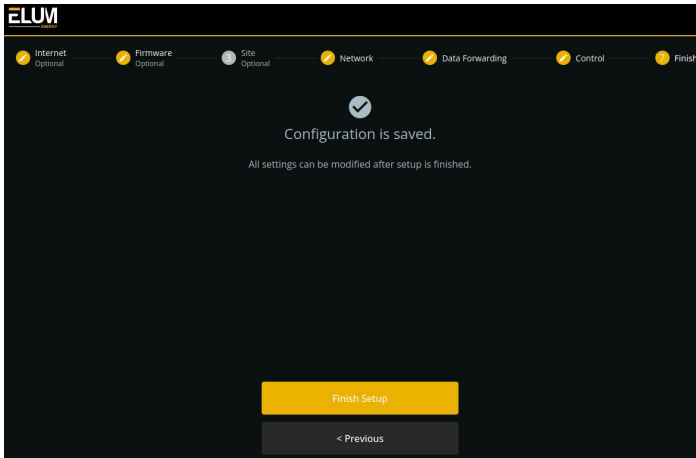 ELUM
ENERGY
Internet
Optional
Firmware
Optional
3
Site
Optional
Network
Data Forwarding
Control
7
Finish
Configuration is saved.
All settings can be modified after setup is finished.
Finish Setup
< Previous